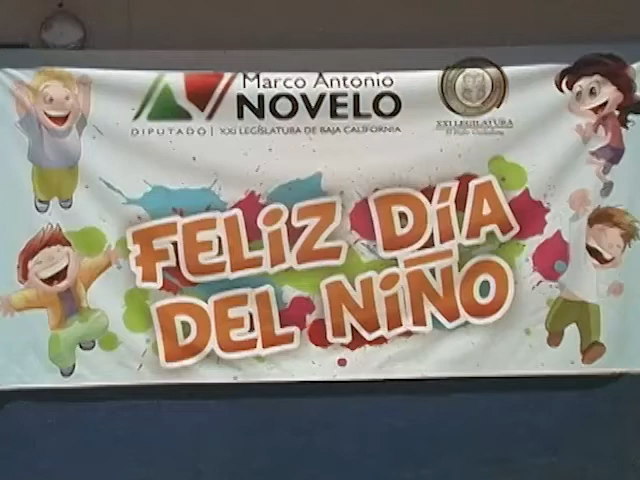 Marco Antonio
NOVELO
DIPUTADO | XXI LEGISLATURA DE BAJA CALIFORNIA
XXI LEGISLATURA
FELIZ DÍA
DEL NIÑO